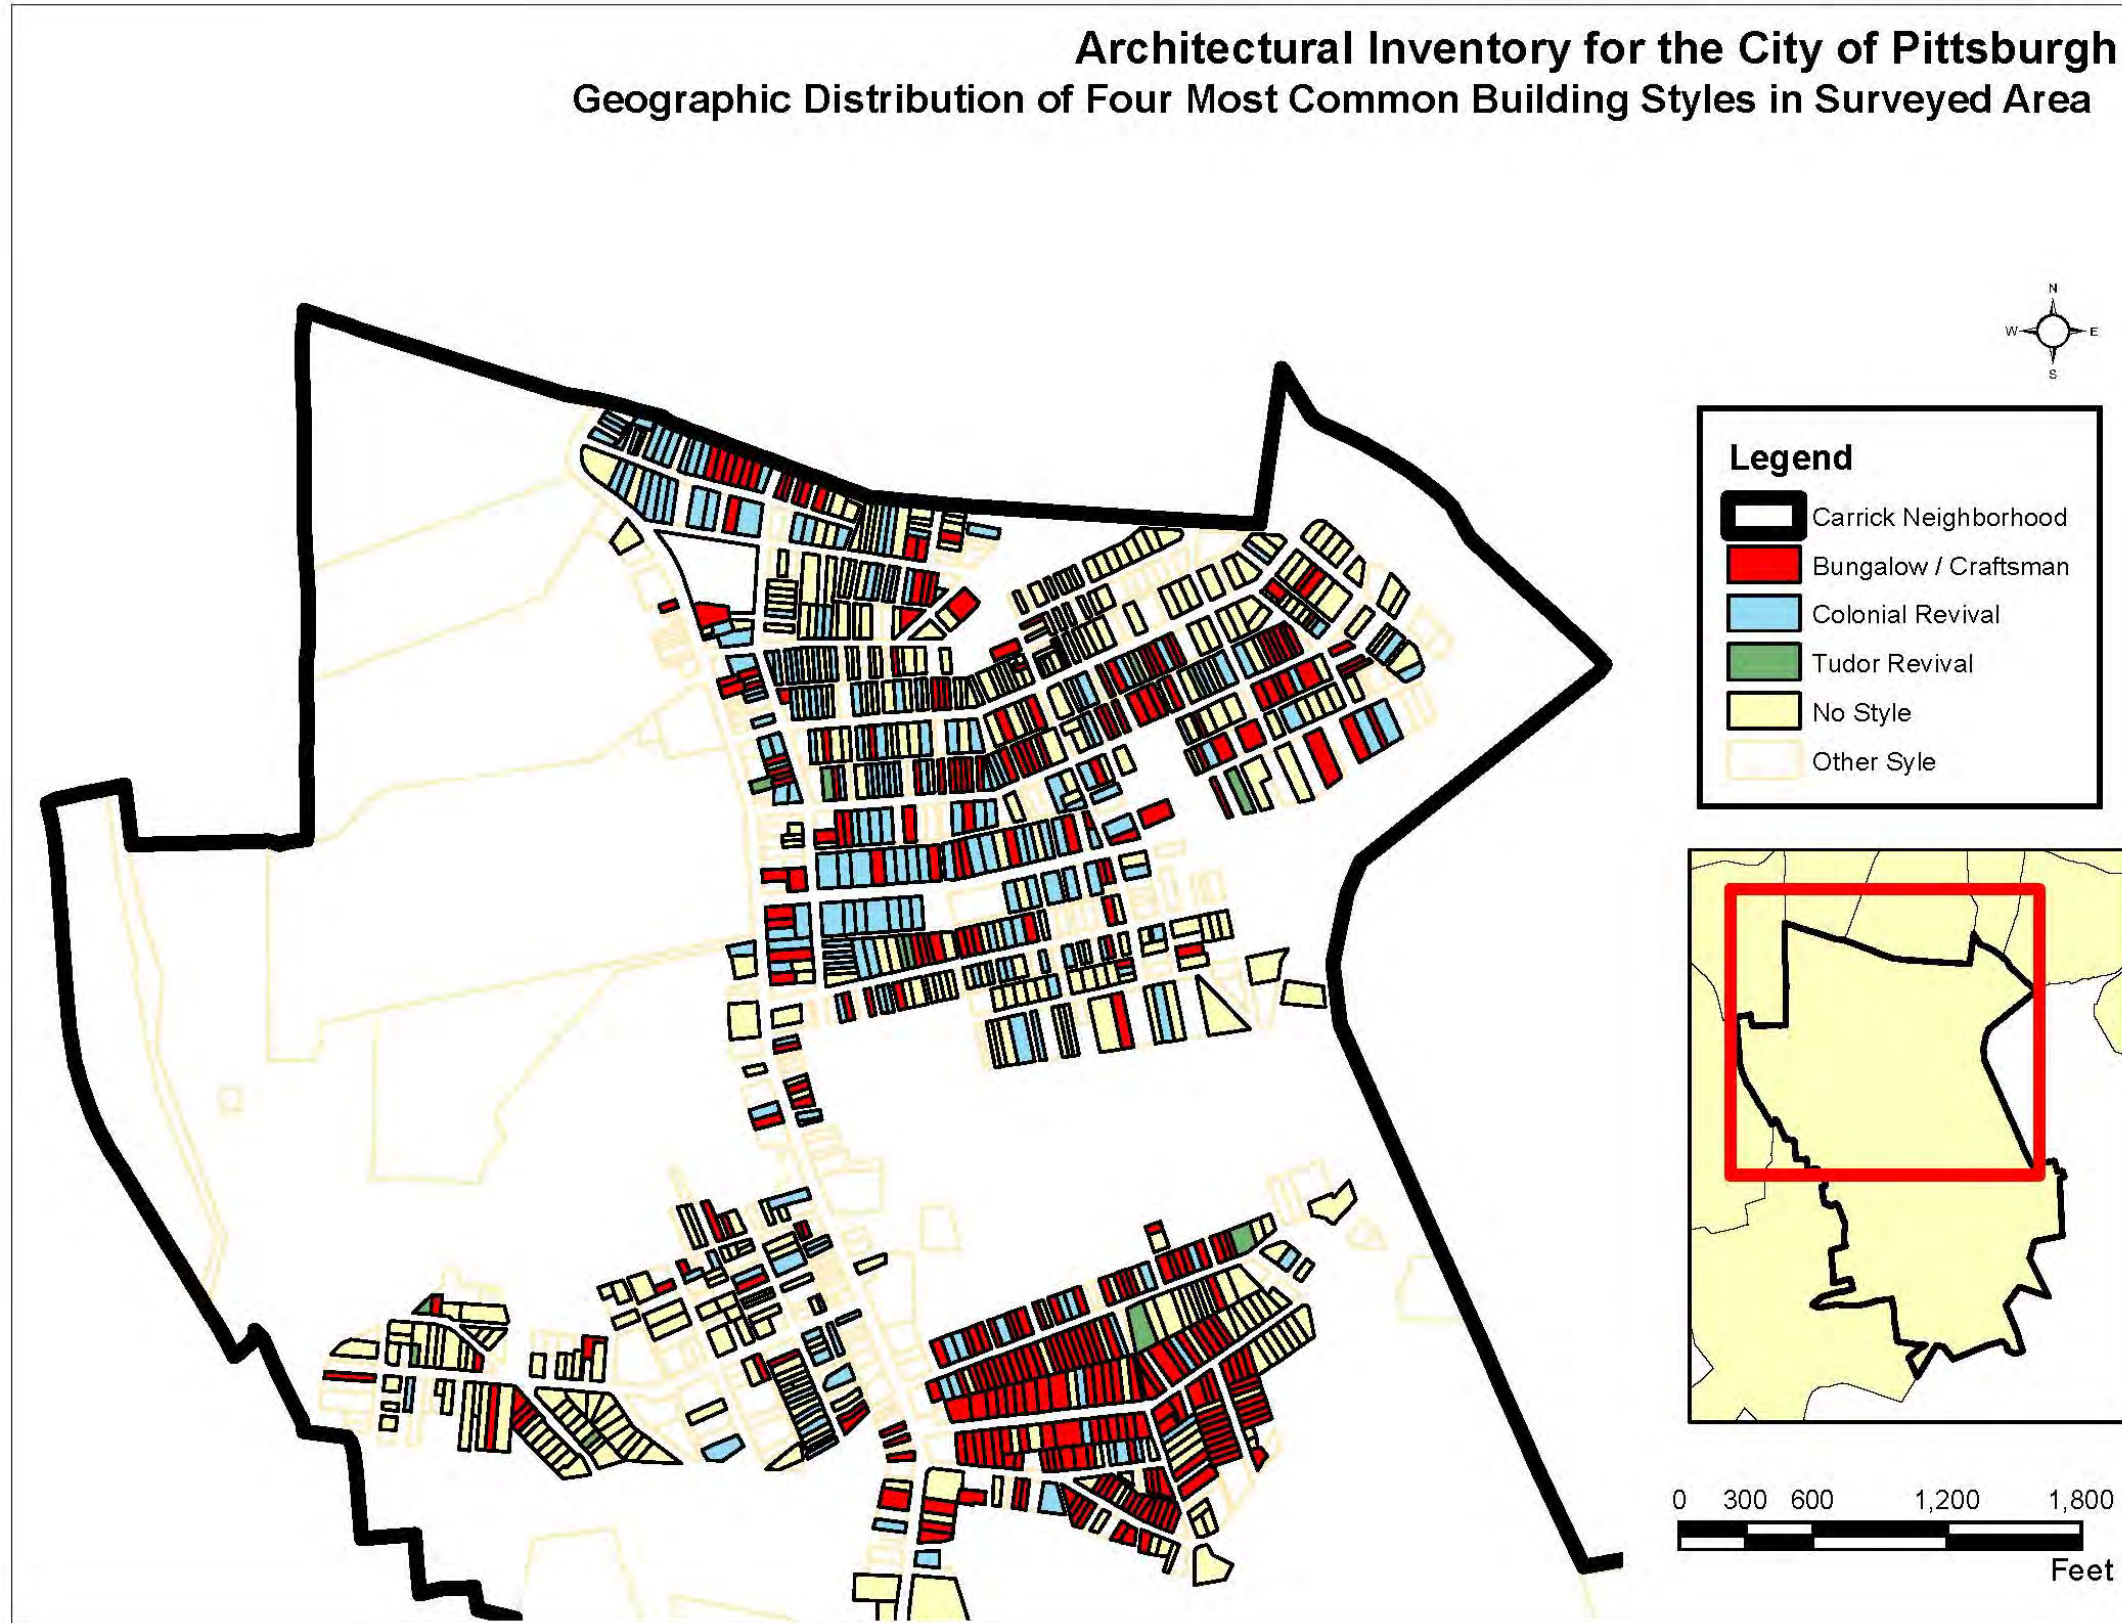 Architectural Inventory for the City of Pittsburgh
Geographic Distribution of Four Most Common Building Styles in Surveyed Area
N
W E
S
Legend
Carrick Neighborhood
Bungalow / Craftsman
Colonial Revival
Tudor Revival
No Style
Other Syle
0 300 600 1,200 1,800
Feet